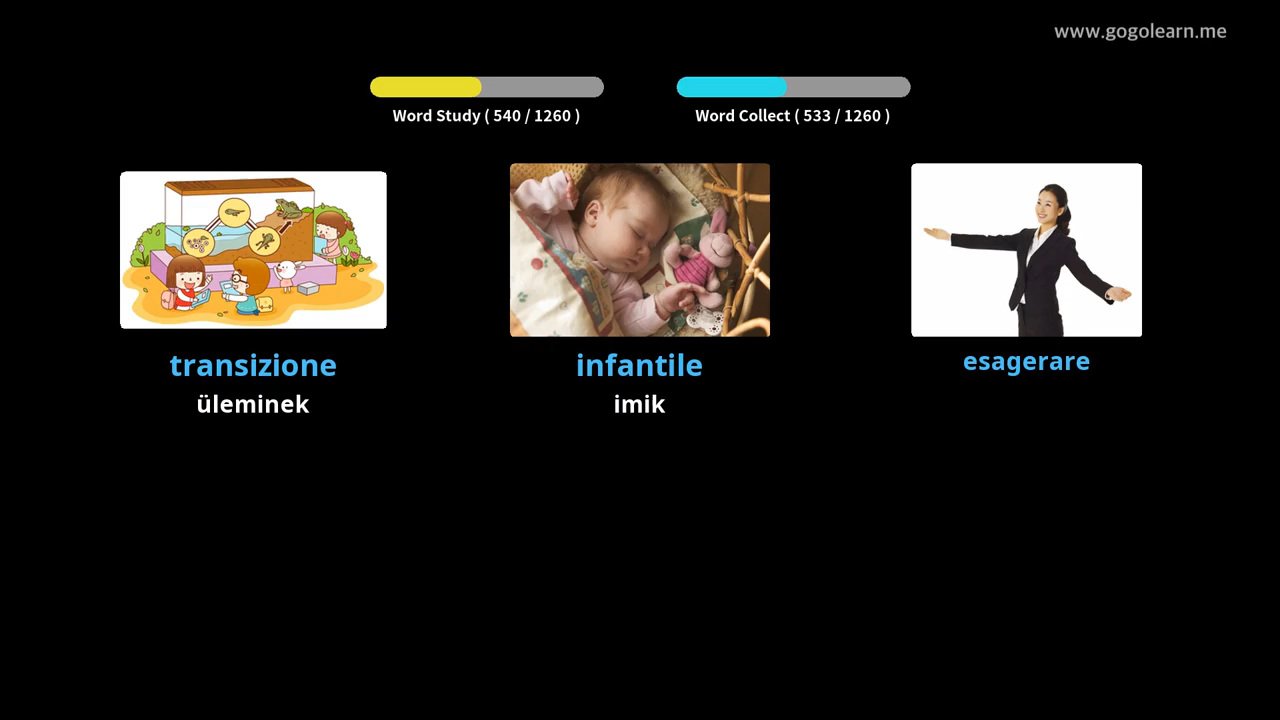 www.gogolearn.me
Word Study ( 540 / 1260 )
Word Collect ( 533 / 1260 )
transizione
infantile
esagerare
üleminek
imik